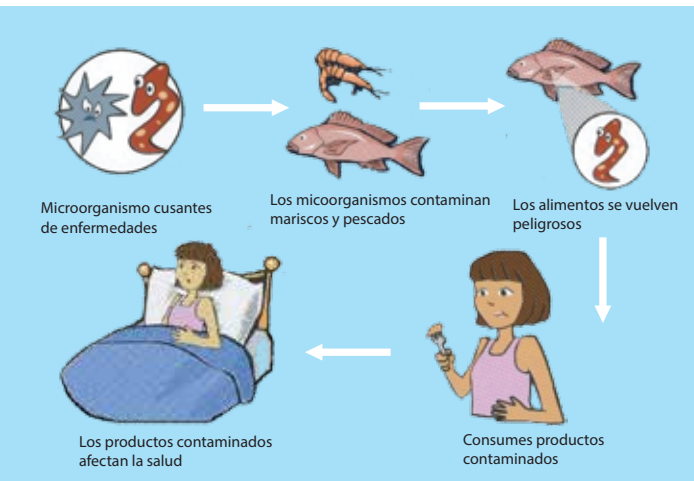 Microorganismo cusantes
de enfermedades
Los micoorganismos contaminan
mariscos y pescados
Los alimentos se vuelven
peligrosos
Consumes productos
contaminados
Los productos contaminados
afectan la salud